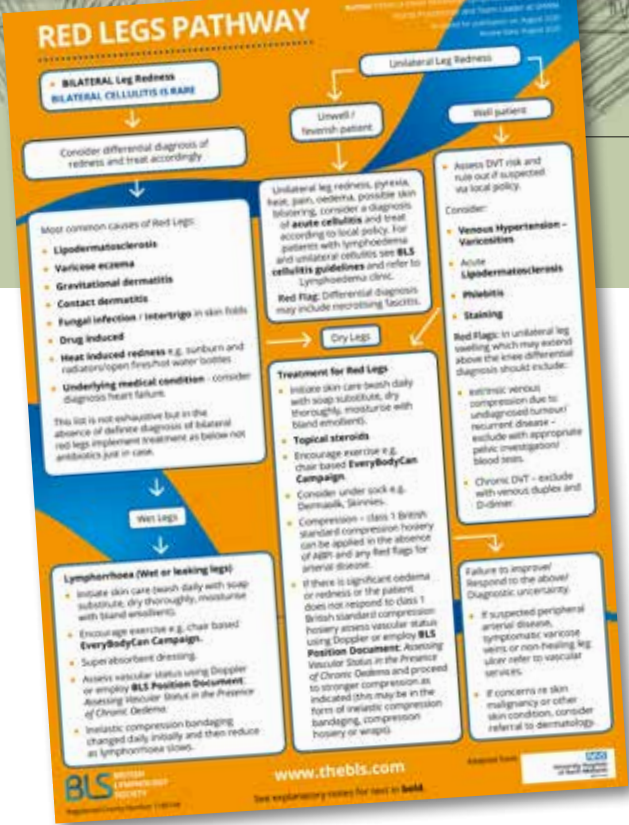 RED LEGS PATHWAY
BILATERAL Leg Redness
BILATERAL CELLULITIS IS RARE
Consider differential diagnosis of
redness and treat accordingly
Most common causes of Red Legs:
Lipodermatosclerosis
Varicose eczema
Gravitational dermatitis
Contact dermatitis
Fungal infection / Intertrigo in skin folds
Drug induced
Heat induced redness e.g. sunburn and
radiators/open fires/hot water bottles
Underlying medical condition - consider
diagnosis heart failure.
This list is not exhaustive but in the
absence of definite diagnosis of bilateral
red legs implement treatment as below not
antibiotics just in case.
Wet Legs
Lymphorrhoea (Wet or leaking legs)
Initiate skin care (wash daily with soap
substitute, dry thoroughly, moisturise
with bland emollient).
Encourage exercise e.g. chair based
EveryBodyCan Campaign.
Superabsorbent dressing.
Assess vascular status using Doppler
or employ BLS Position Document:
Assessing Vascular Status in the Presence
of Chronic Oedema.
Inelastic compression bandaging
changed daily initially and then reduce
as lymphorrhoea slows.
Unilateral Leg Redness
Unwell /
feverish patient
Well patient
Unilateral leg redness, pyrexia,
heat, pain, oedema, possible skin
blistering, consider a diagnosis
of acute cellulitis and treat
according to local policy. For
patients with lymphoedema
and unilateral cellulitis see BLS
cellulitis guidelines and refer to
Lymphoedema clinic.
Red Flag: Differential diagnosis
may include necrotising fasciitis.
Dry Legs
Treatment for Red Legs
Initiate skin care (wash daily
with soap substitute, dry
thoroughly, moisturise with
bland emollient).
Topical steroids
Encourage exercise e.g.
chair based EveryBodyCan
Campaign.
Consider under sock e.g.
Dermasilk, Skinnies.
Compression – class 1 British
standard compression hosiery
can be applied in the absence
of ABPI and any Red flags for
arterial disease.
If there is significant oedema
or redness or the patient
does not respond to class 1
British standard compression
hosiery assess vascular status
using Doppler or employ BLS
Position Document: Assessing
Vascular Status in the Presence
of Chronic Oedema and proceed
to stronger compression as
indicated (this may be in the
form of inelastic compression
bandaging, compression
hosiery or wraps).
Assess DVT risk and
rule out if suspected
via local policy.
Consider:
Venous Hypertension –
Varicosities
Acute
Lipodermatosclerosis
Phlebitis
Staining
Red Flags: in unilateral leg
swelling which may extend
above the knee differential
diagnosis should include:
extrinsic venous
compression due to
undiagnosed tumour/
recurrent disease –
exclude with appropriate
pelvic investigation/
blood tests.
Chronic DVT – exclude
with venous duplex and
D-dimer.
Failure to improve/
Respond to the above/
Diagnostic uncertainty.
If suspected peripheral
arterial disease,
symptomatic varicose
veins or non-healing leg
ulcer refer to vascular
services.
If concerns re skin
malignancy or other
skin condition, consider
referral to dermatology.
BLS BRITISH
LYMPHOLOGY
SOCIETY
www.thebls.com
See explanatory notes for text in bold.
Adapted from:
NHS